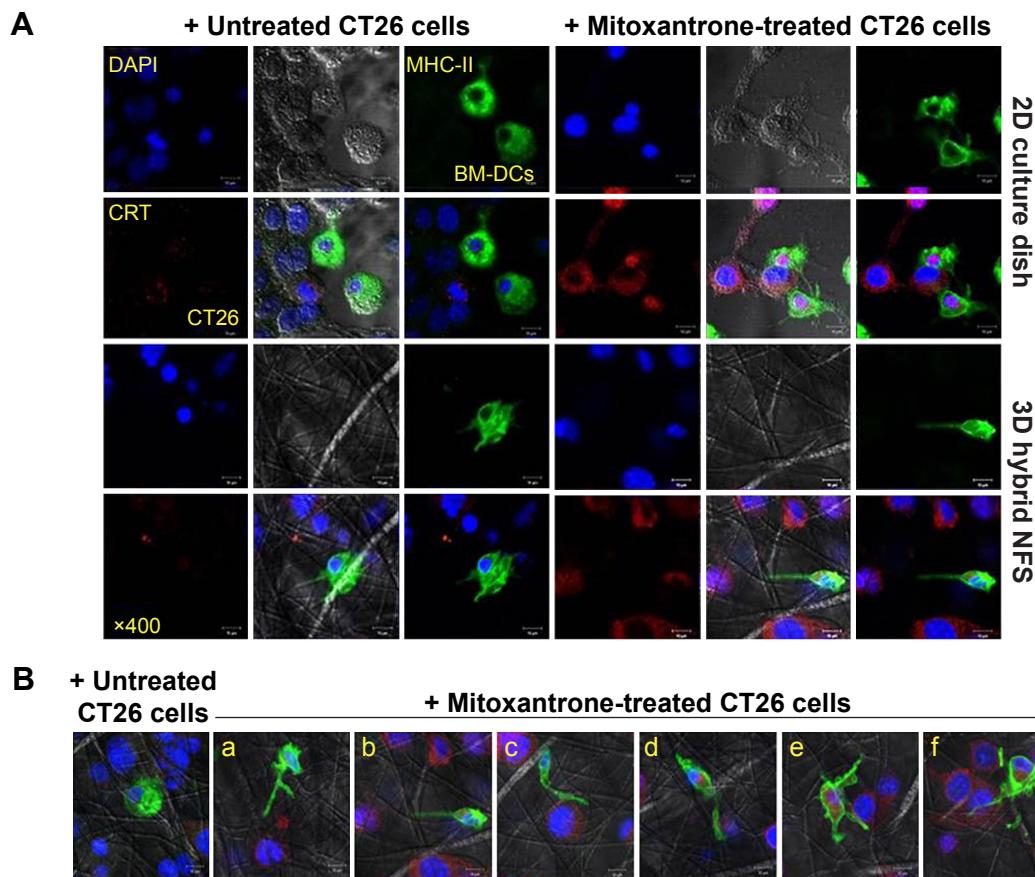 A
+ Untreated CT26 cells
+ Mitoxantrone-treated CT26 cells
DAPI
MHC-II
BM-DCs
2D culture dish
CRT
CT26
3D hybrid NFS
×400
B
+ Untreated
CT26 cells
+ Mitoxantrone-treated CT26 cells
a
b
c
d
e
f